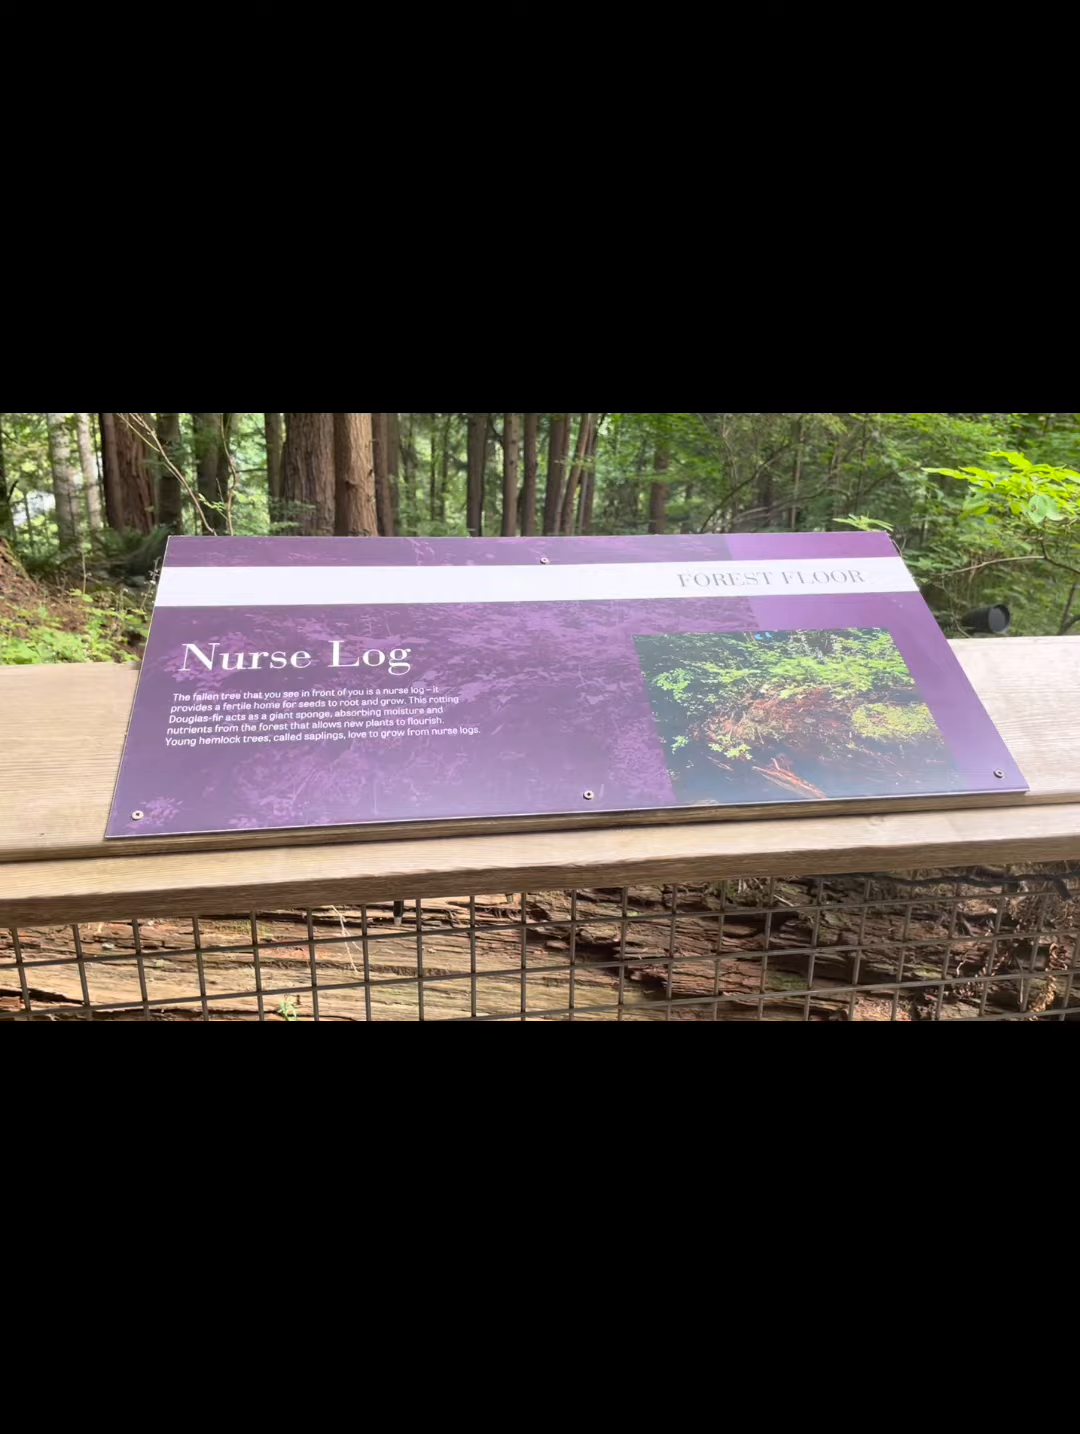 FOREST FLOOR
Nurse Log
The fallen tree that you see in front of you is a nurse log – it
provides a fertile home for seeds to root and grow. This rotting
Douglas-fir acts as a giant sponge, absorbing moisture and
nutrients from the forest that allows new plants to flourish.
Young hemlock trees, called saplings, love to grow from nurse logs.